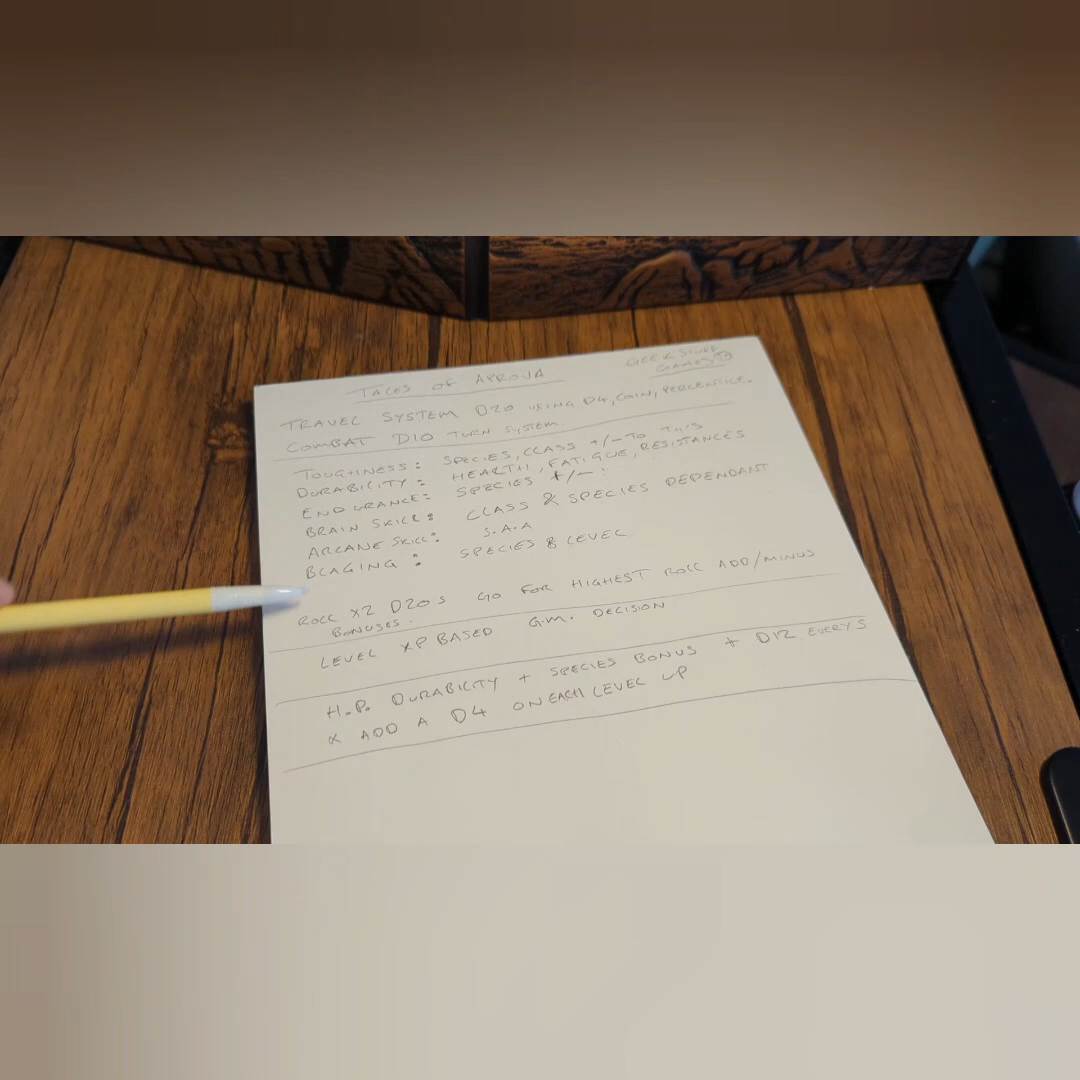 TALES OF APROVA
GEEK STUFF
GAMES
TRAVEL SYSTEM D20 USING D4, COIN, PERCENTICE.
COMBAT D10 TURN SYSTEM
TOUGHNESS: SPECIES, CLASS +/- TO THIS
DURABILITY: HEARTH, FATIGUE, RESISTANCES
ENDURANCE: SPECIES +/-.
BRAIN SKILL: CLASS & SPECIES DEPENDANT
ARCANE SKILL: S.A.A
BLAGING: SPECIES & LEVEL
ROLL X2 D20S GO FOR HIGHEST ROLL ADD/MINUS
BONUSES.
LEVEL XP BASED G.M. DECISION
H.P. DURABILITY + SPECIES BONUS + D12 EVERY 5
& ADD A D4 ON EACH LEVEL UP